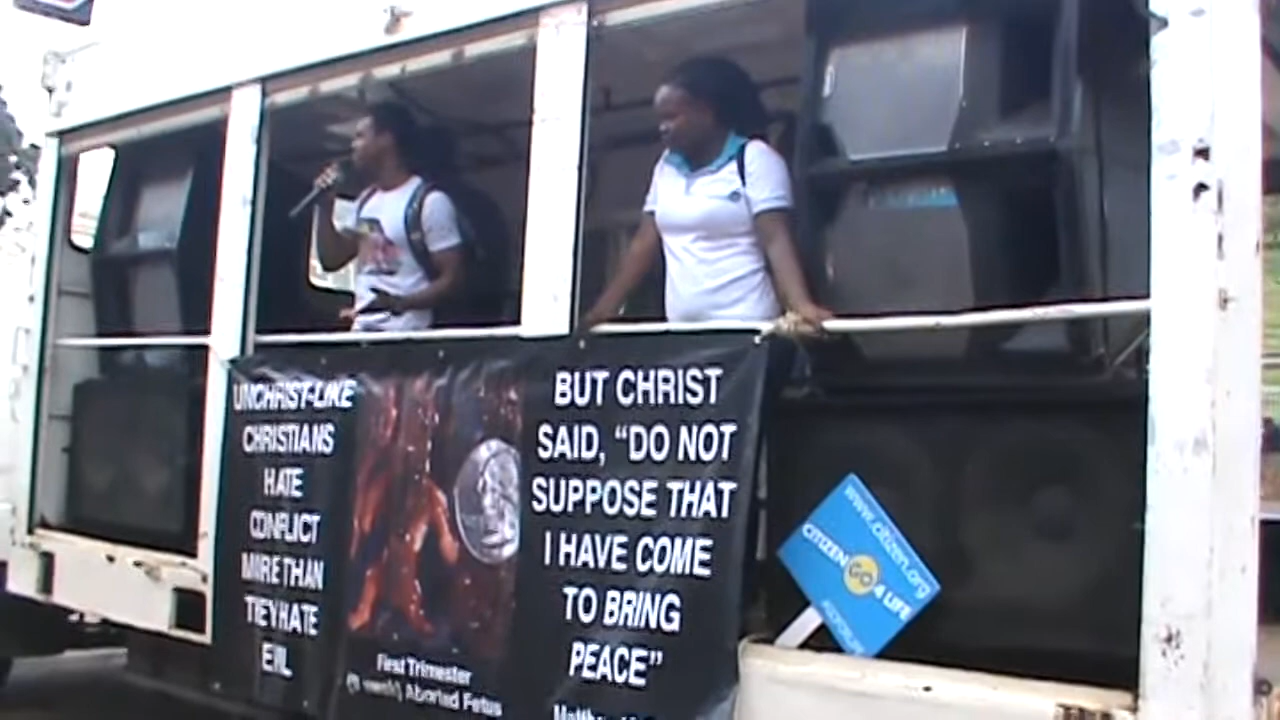 UNCHRIST-LIKE
CHRISTIANS
HATE
CONFLICT
MORE THAN
THEY HATE
EVIL
First Trimester
Aborted Fetus
BUT CHRIST
SAID, “DO NOT
SUPPOSE THAT
I HAVE COME
TO BRING
PEACE”
www.citizen.org
CITIZEN GO 4 LIFE